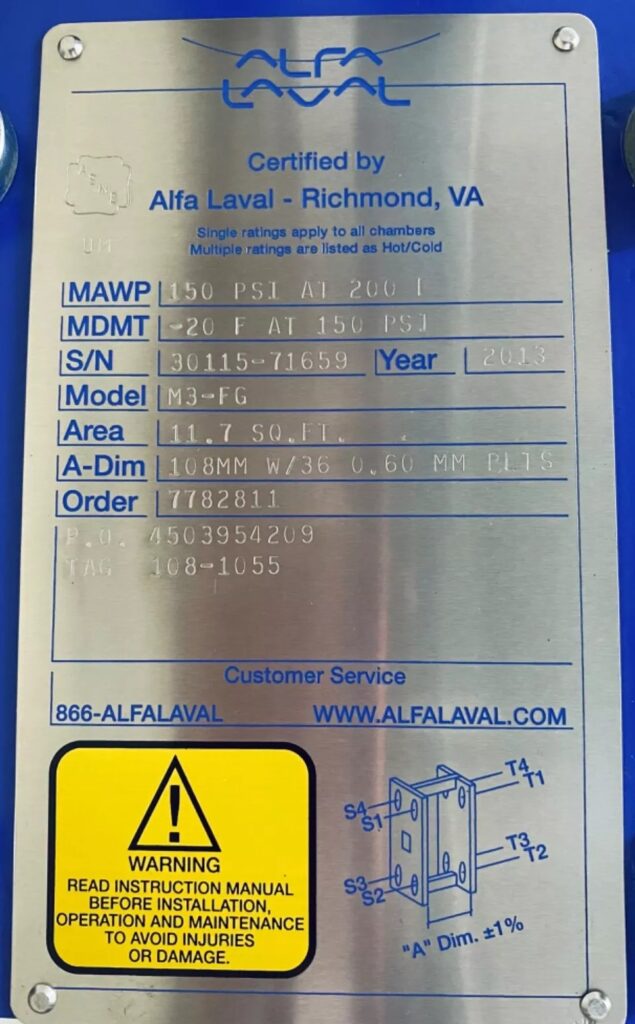 ALFA
LAVAL
Certified by
Alfa Laval - Richmond, VA
ASME
UM
Single ratings apply to all chambers
Multiple ratings are listed as Hot/Cold
MAWP 150 PSI AT 200 F
MDMT -20 F AT 150 PSI
S/N 30115-71659 Year 2013
Model M3-FG
Area 11.7 SQ.FT.
A-Dim 108MM W/36 0.60 MM PLTS
Order 7782811
P.O. 4503954209
TAG 108-1055
Customer Service
866-ALFALAVAL WWW.ALFALAVAL.COM
WARNING
READ INSTRUCTION MANUAL
BEFORE INSTALLATION,
OPERATION AND MAINTENANCE
TO AVOID INJURIES
OR DAMAGE.
S4 T4
S1 T1
S3 T3
S2 T2
"A" Dim. ±1%